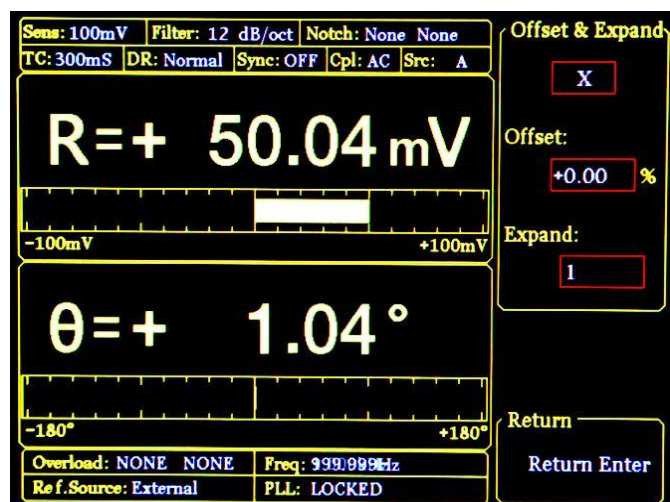 Sens: 100mV Filter: 12 dB/oct Notch: None None
TC: 300mS DR: Normal Sync: OFF Cpl: AC Src: A
R=+ 50.04 mV
-100mV +100mV
θ=+ 1.04°
-180° +180°
Overload: NONE NONE Freq:
Ref.Source: External PLL: LOCKED
Offset & Expand
X
Offset:
+0.00 %
Expand:
1
Return
Return Enter